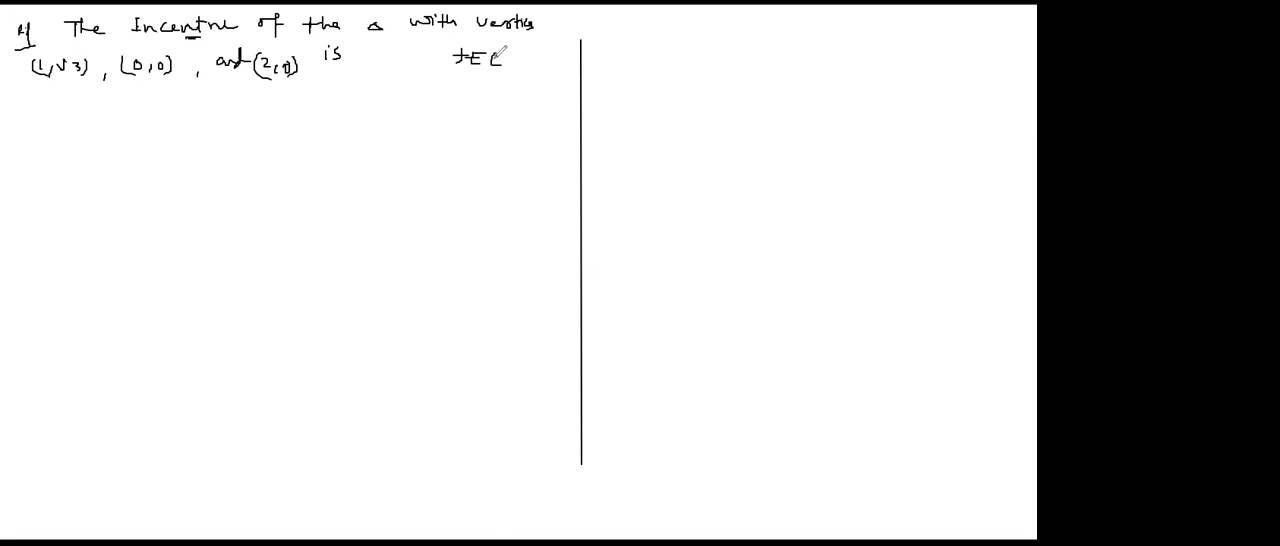 The Incentre of the △ with vertices
(1,√3), (0,0), and (2,0) is